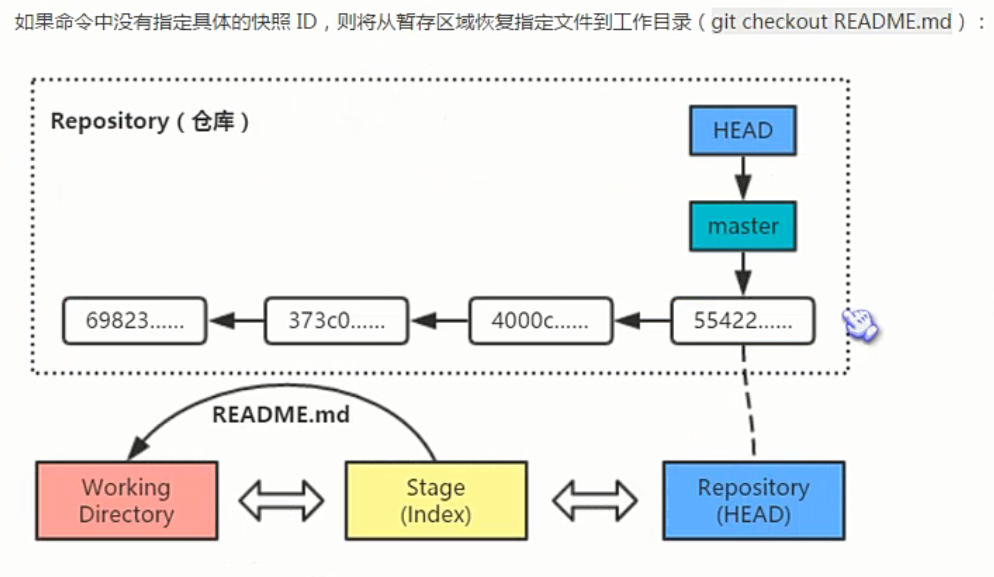 如果命令中没有指定具体的快照 ID，则将从暂存区域恢复指定文件到工作目录（git checkout README.md）：
Repository（仓库）
HEAD
master
69823......
373c0......
4000c......
55422......
README.md
Working
Directory
Stage
(Index)
Repository
(HEAD)